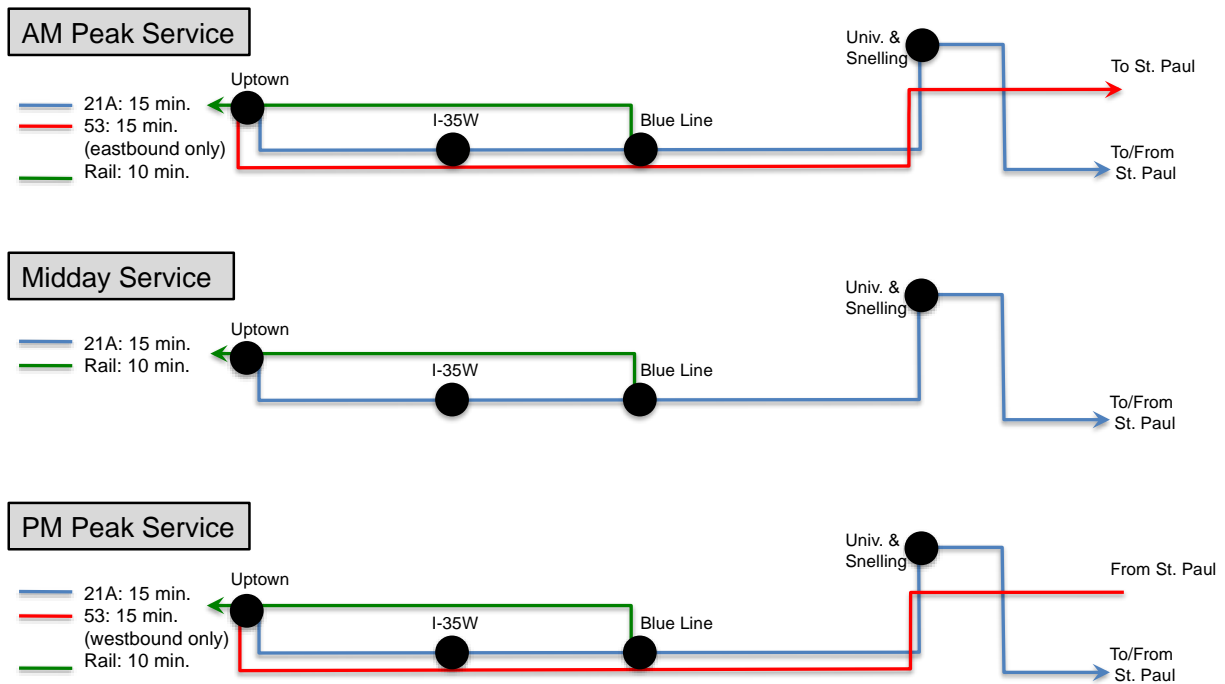 AM Peak Service
Univ. &
Snelling
To St. Paul
Uptown
21A: 15 min.
53: 15 min.
(eastbound only)
Rail: 10 min.
I-35W
Blue Line
To/From
St. Paul
Midday Service
Univ. &
Snelling
Uptown
21A: 15 min.
Rail: 10 min.
I-35W
Blue Line
To/From
St. Paul
PM Peak Service
Univ. &
Snelling
From St. Paul
Uptown
21A: 15 min.
53: 15 min.
(westbound only)
Rail: 10 min.
I-35W
Blue Line
To/From
St. Paul